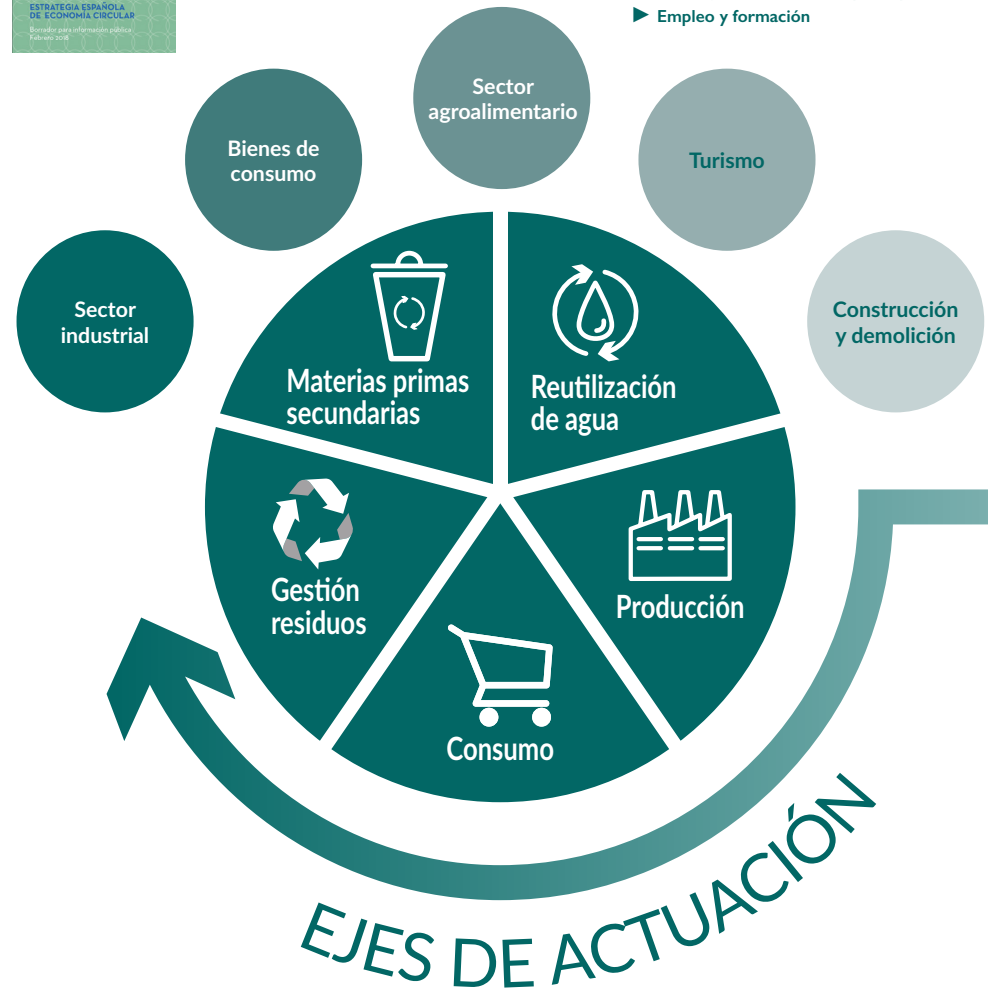 ESTRATEGIA ESPAÑOLA
DE ECONOMÍA CIRCULAR
Borrador para información pública
Febrero 2018
► Empleo y formación
Sector
agroalimentario
Bienes de
consumo
Turismo
Sector
industrial
Construcción
y demolición
Materias primas
secundarias
Reutilización
de agua
Gestión
residuos
Producción
Consumo
EJES DE ACTUACIÓN